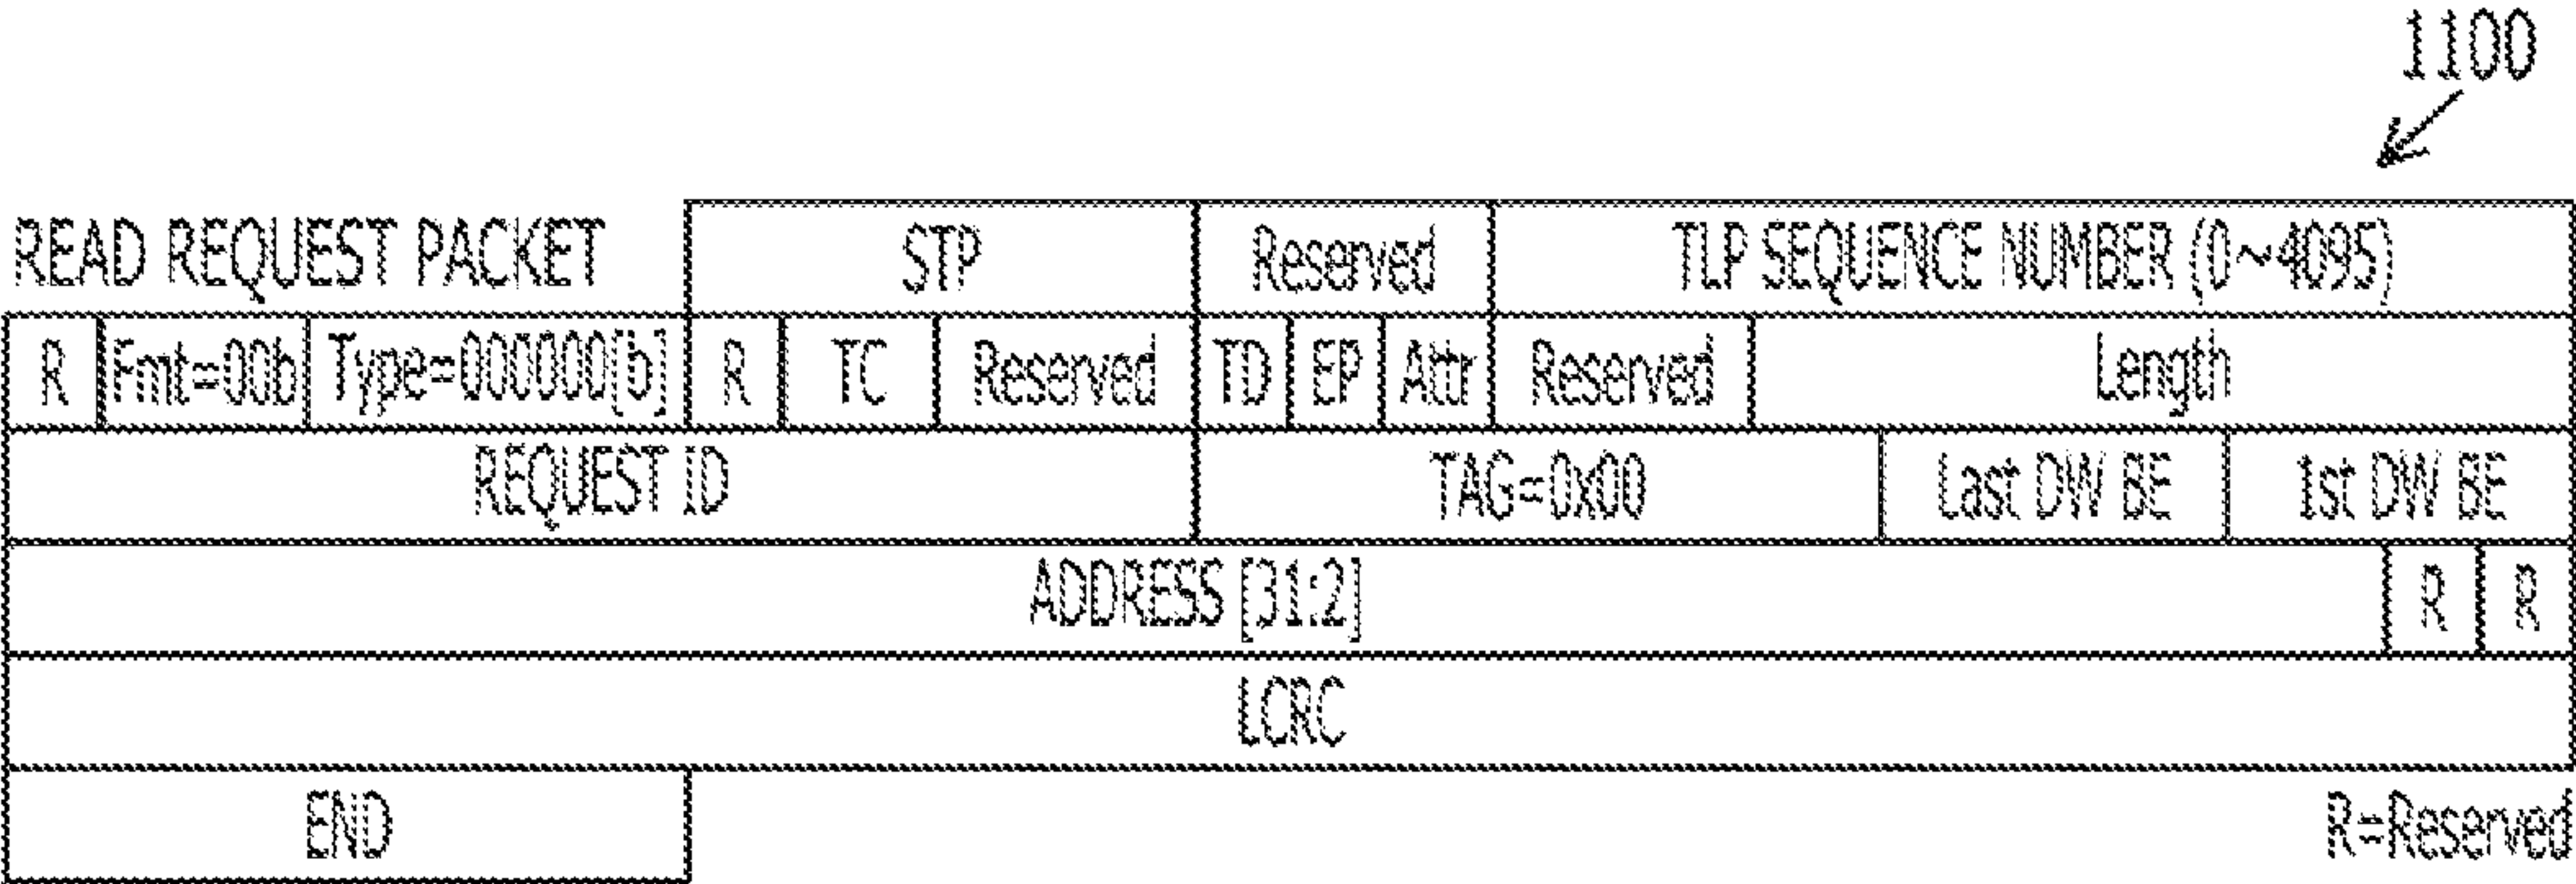 1100
READ REQUEST PACKET STP Reserved TLP SEQUENCE NUMBER (0~4095)
R Fmt=00b Type=000000[b] R TC Reserved TD EP Attr Reserved Length
REQUEST ID TAG=0x00 Last DW BE 1st DW BE
ADDRESS [31:2] R R
LCRC
END
R=Reserved